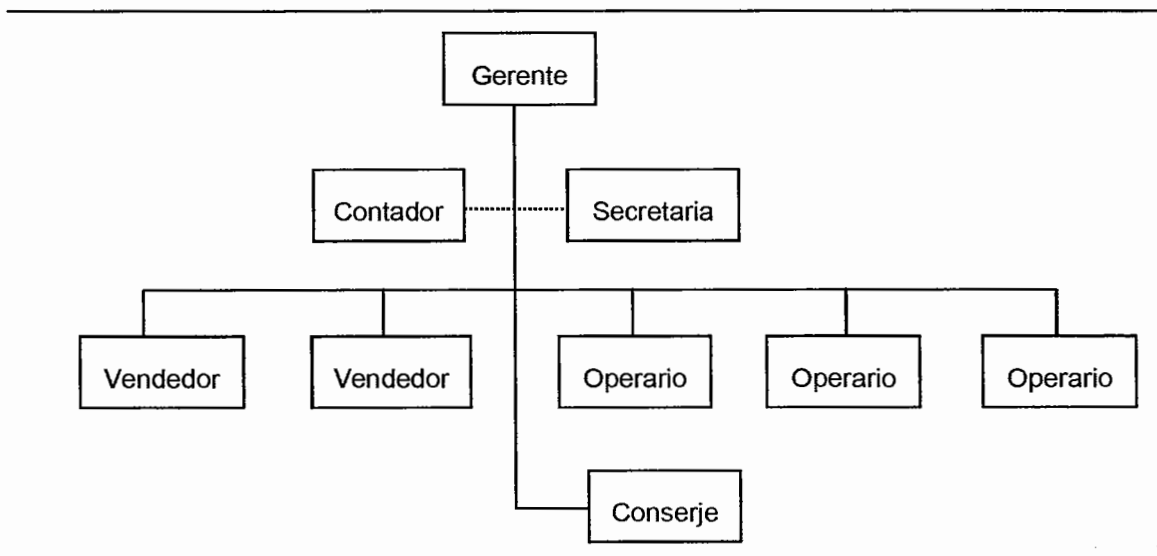 Gerente
Contador
Secretaria
Vendedor
Vendedor
Operario
Operario
Operario
Conserje